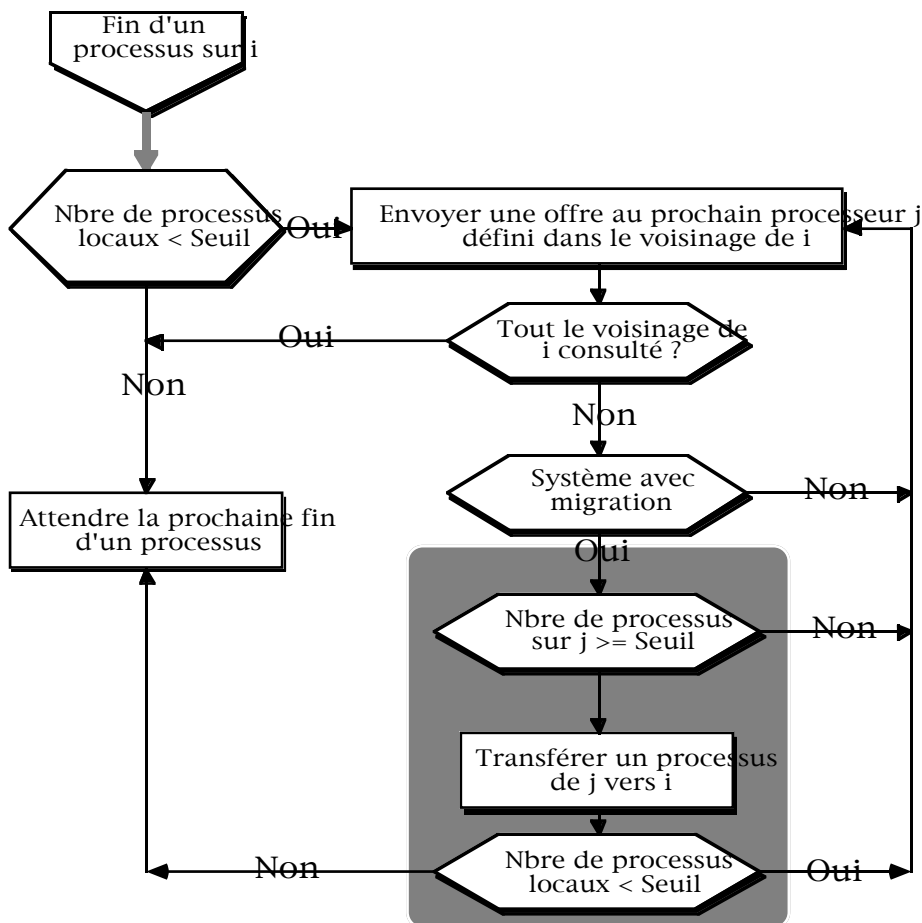 Fin d'un
processus sur i
Nbre de processus
locaux < Seuil
Oui
Envoyer une offre au prochain processeur j
défini dans le voisinage de i
Tout le voisinage de
i consulté ?
Oui
Non
Non
Système avec
migration
Non
Attendre la prochaine fin
d'un processus
Oui
Nbre de processus
sur j >= Seuil
Non
Transférer un processus
de j vers i
Nbre de processus
locaux < Seuil
Non
Oui